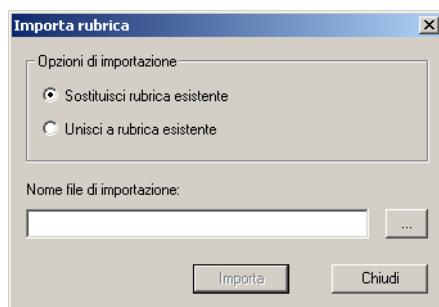 Importa rubrica
Opzioni di importazione
Sostituisci rubrica esistente
Unisci a rubrica esistente
Nome file di importazione:
...
Importa
Chiudi